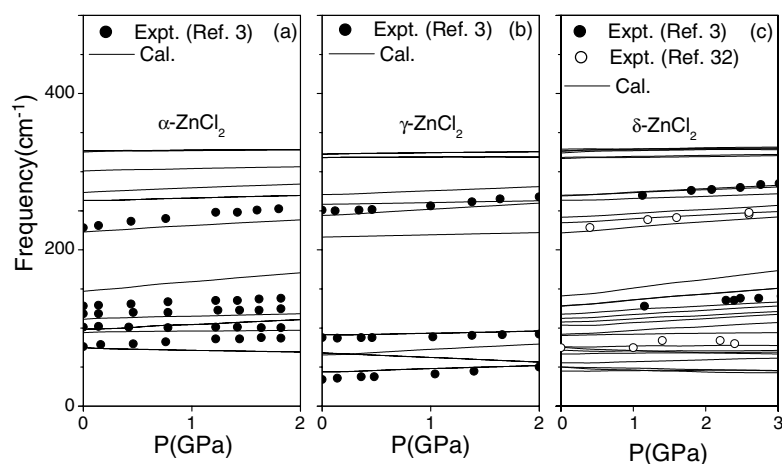 Expt. (Ref. 3) (a)
Cal.
α-ZnCl2
Expt. (Ref. 3) (b)
Cal.
γ-ZnCl2
Expt. (Ref. 3) (c)
Expt. (Ref. 32)
Cal.
δ-ZnCl2
Frequency(cm-1)
400
250
0
0 1 2
0 1 2
0 1 2 3
P(GPa) P(GPa) P(GPa)